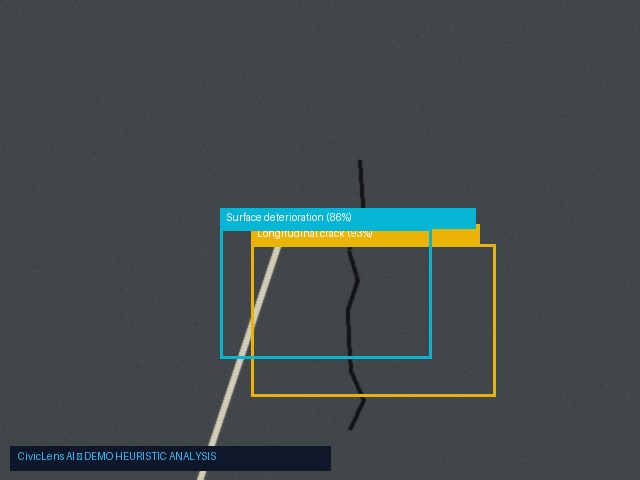 Surface deterioration (86%)
Longitudinal crack (93%)
CivicLens AI DEMO HEURISTIC ANALYSIS